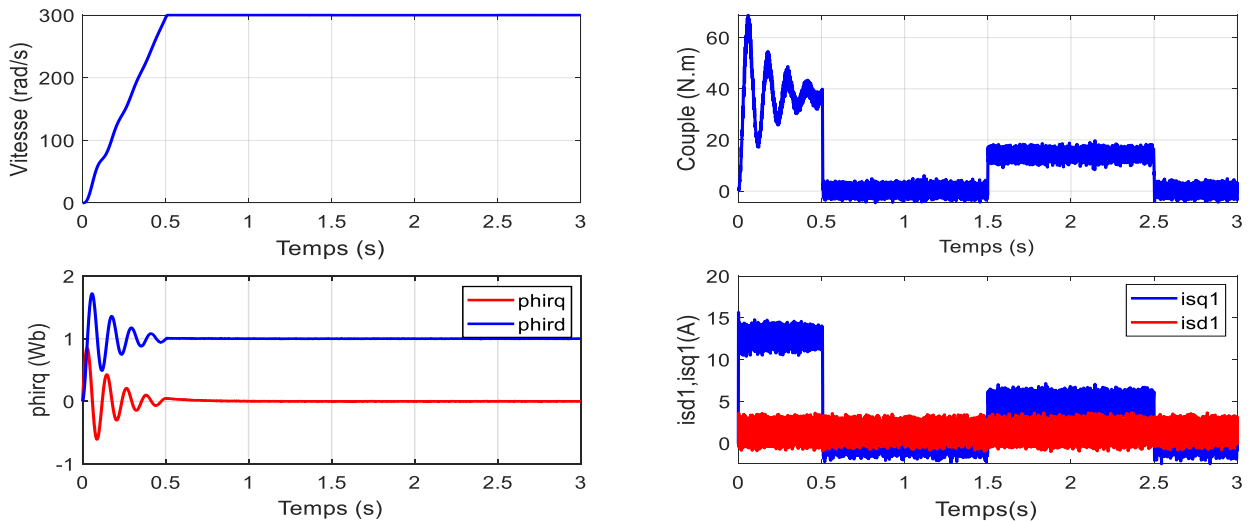 Vitesse (rad/s)
300
200
100
0
0 0.5 1 1.5 2 2.5 3
Temps (s)
Couple (N.m)
60
40
20
0
0 0.5 1 1.5 2 2.5 3
Temps (s)
phirq (Wb)
2
1
0
-1
phirq
phird
0 0.5 1 1.5 2 2.5 3
Temps (s)
isd1,isq1(A)
20
15
10
5
0
isq1
isd1
0 0.5 1 1.5 2 2.5 3
Temps(s)